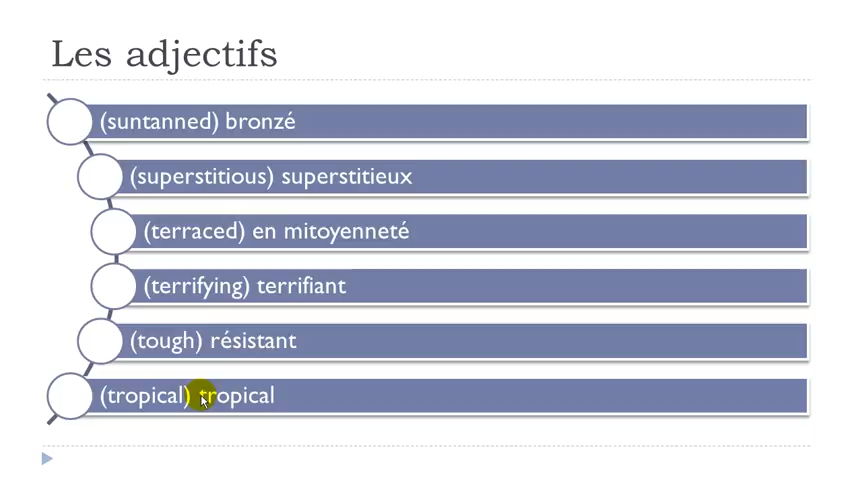 Les adjectifs
(suntanned) bronzé
(superstitious) superstitieux
(terraced) en mitoyenneté
(terrifying) terrifiant
(tough) résistant
(tropical) tropical